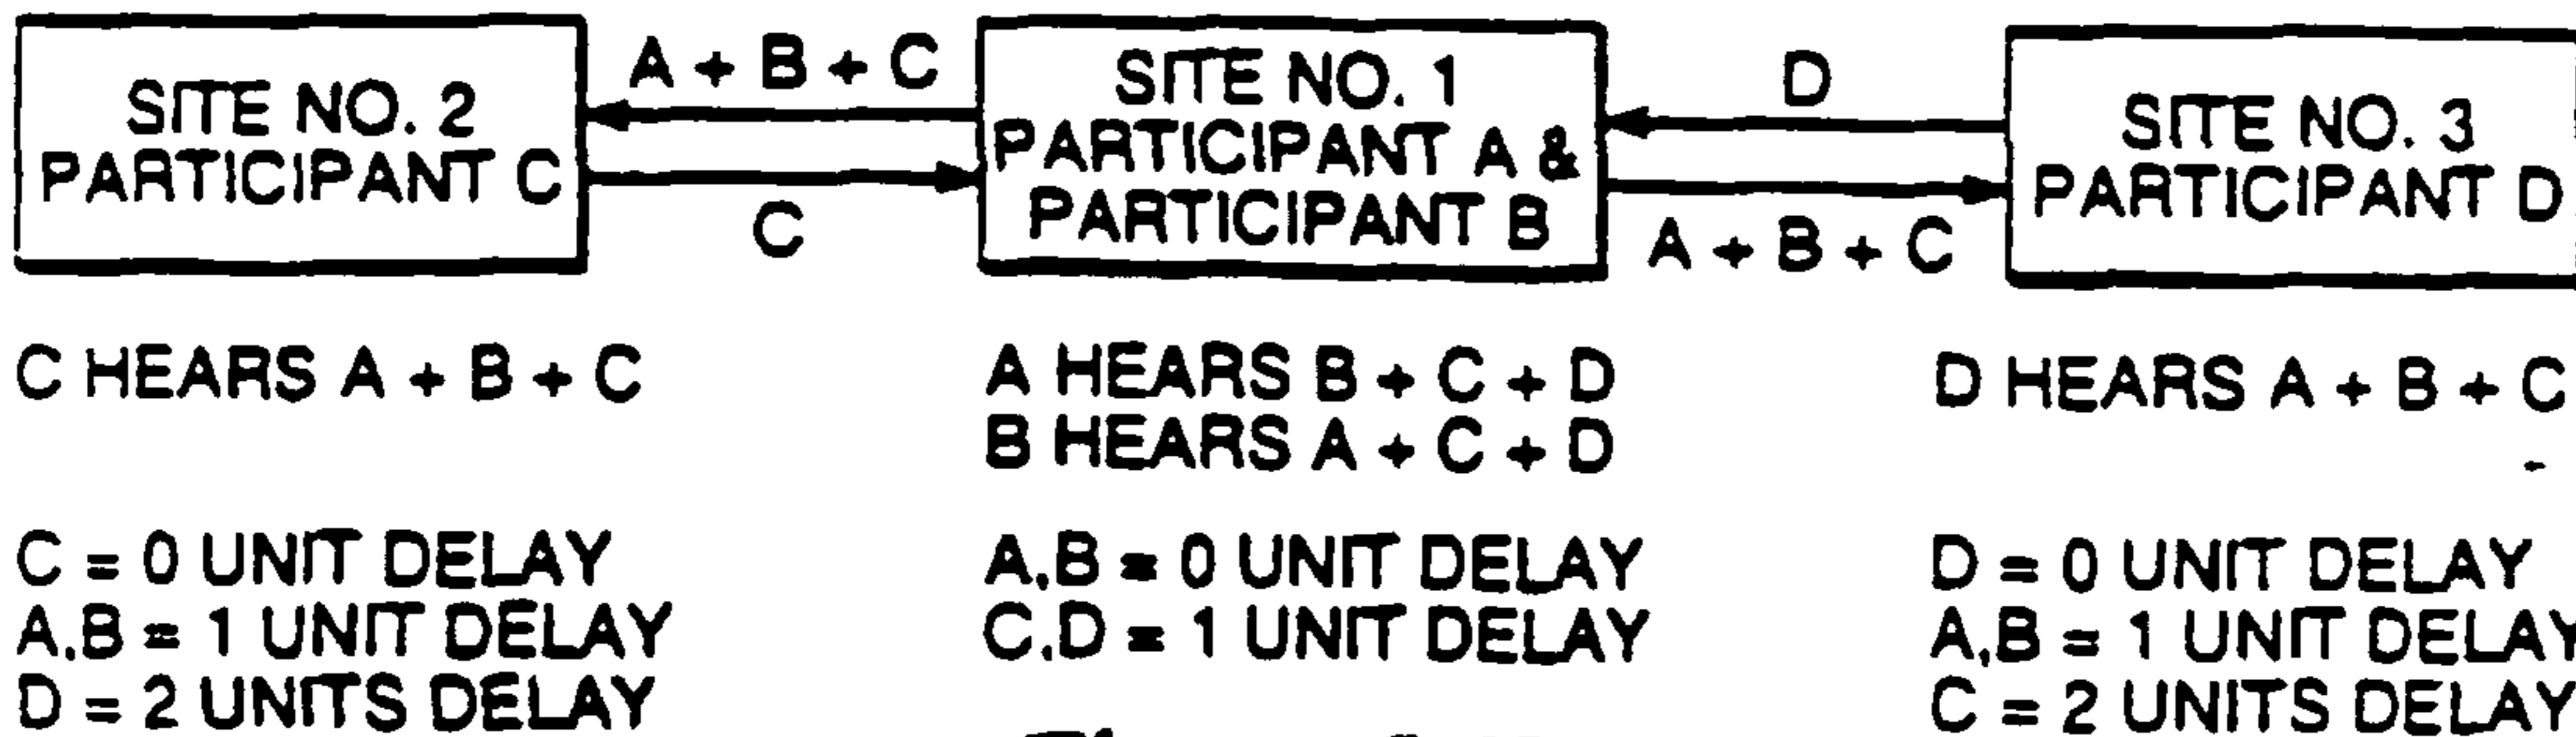 SITE NO. 2
PARTICIPANT C
A + B + C
C
SITE NO. 1
PARTICIPANT A &
PARTICIPANT B
D
A + B + C
SITE NO. 3
PARTICIPANT D
C HEARS A + B + C
A HEARS B + C + D
B HEARS A + C + D
D HEARS A + B + C
C = 0 UNIT DELAY
A,B = 1 UNIT DELAY
D = 2 UNITS DELAY
A,B = 0 UNIT DELAY
C,D = 1 UNIT DELAY
D = 0 UNIT DELAY
A,B = 1 UNIT DELAY
C = 2 UNITS DELAY